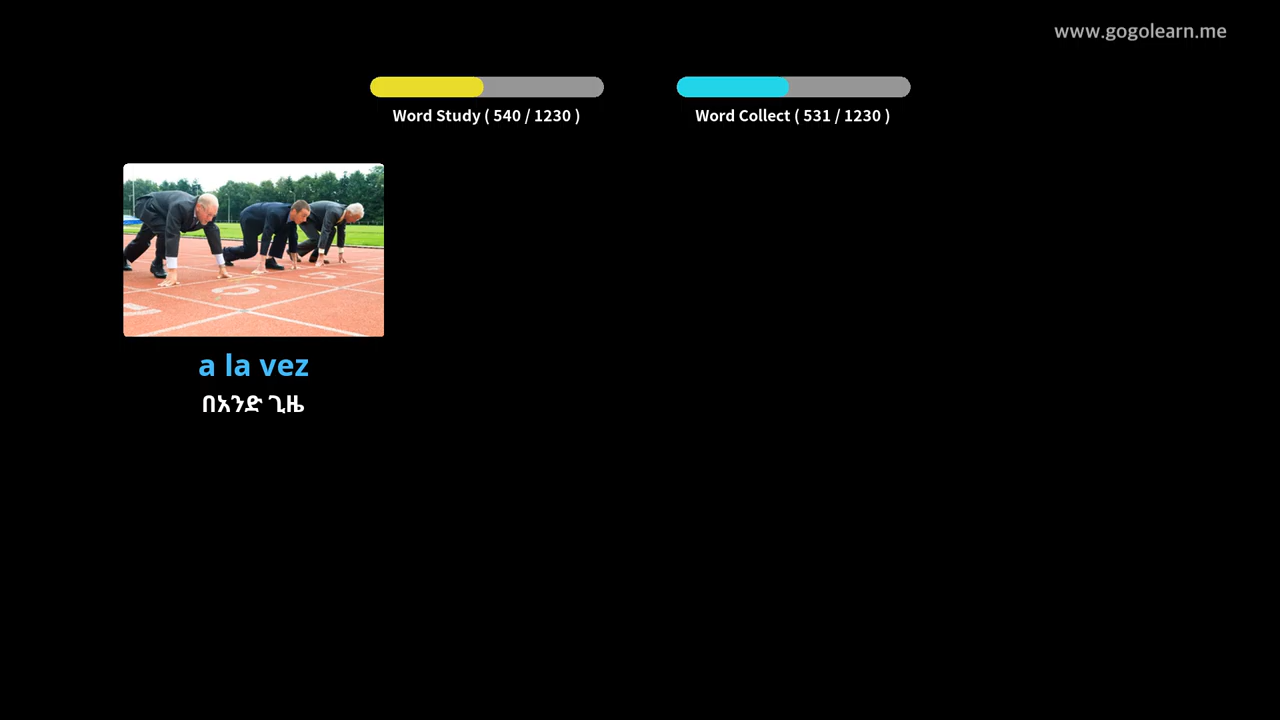 www.gogolearn.me
Word Study ( 540 / 1230 )
Word Collect ( 531 / 1230 )
a la vez
በአንድ ጊዜ